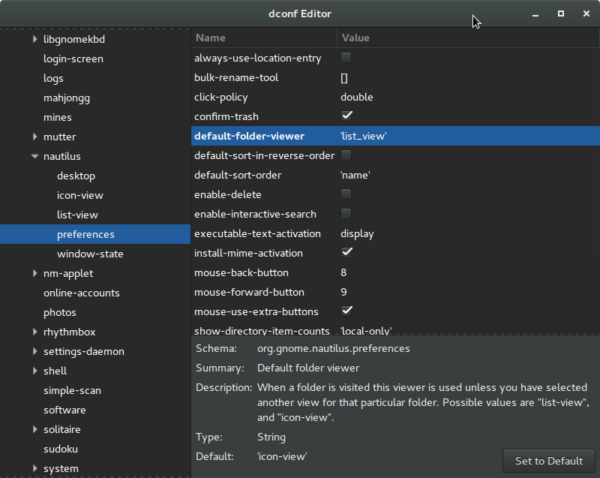 dconf Editor
libgnomekbd
login-screen
logs
mahjongg
mines
mutter
nautilus
desktop
icon-view
list-view
preferences
window-state
nm-applet
online-accounts
photos
rhythmbox
settings-daemon
shell
simple-scan
software
solitaire
sudoku
system
Name Value
always-use-location-entry
bulk-rename-tool []
click-policy double
confirm-trash
default-folder-viewer 'list_view'
default-sort-in-reverse-order
default-sort-order 'name'
enable-delete
enable-interactive-search
executable-text-activation display
install-mime-activation
mouse-back-button 8
mouse-forward-button 9
mouse-use-extra-buttons
show-directory-item-counts 'local-only'
Schema: org.gnome.nautilus.preferences
Summary: Default folder viewer
Description: When a folder is visited this viewer is used unless you have selected
another view for that particular folder. Possible values are "list-view",
and "icon-view".
Type: String
Default: 'icon-view'
Set to Default